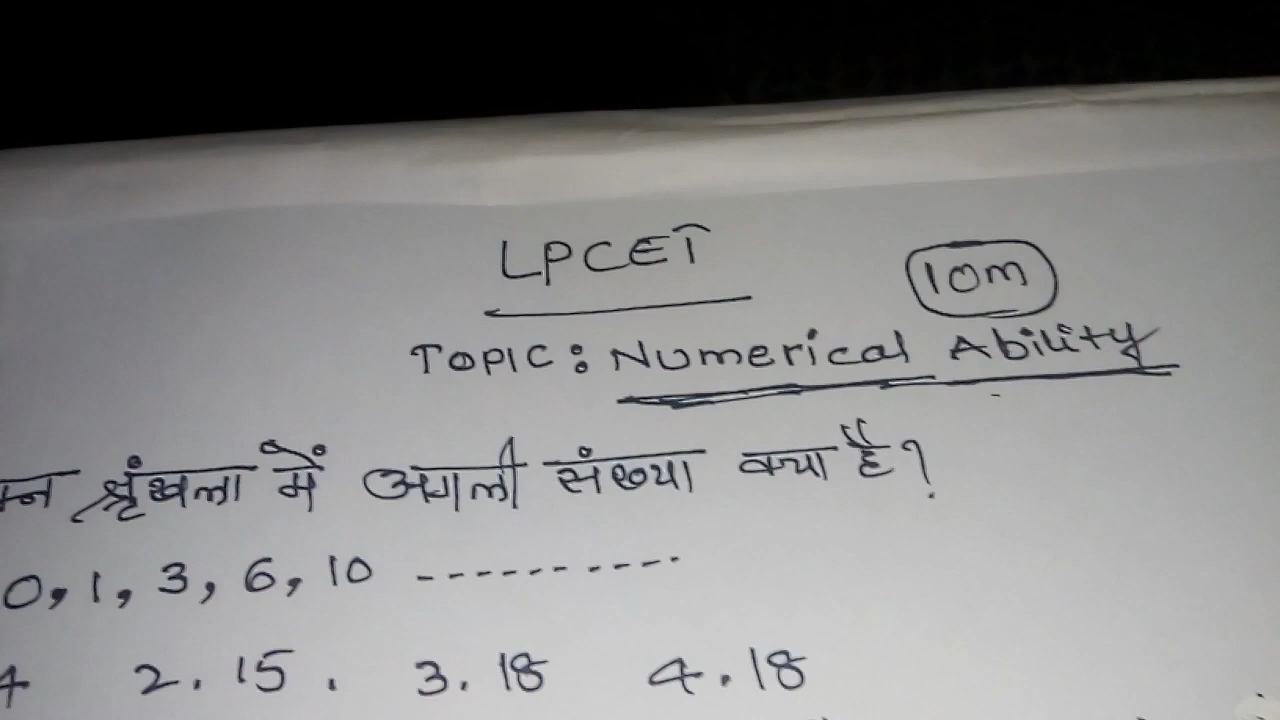 LPCET
10m
TOPIC: Numerical Ability
श्रृंखला में अगली संख्या क्या है?
0, 1, 3, 6, 10 ----------
2. 15. 3. 18 4. 18